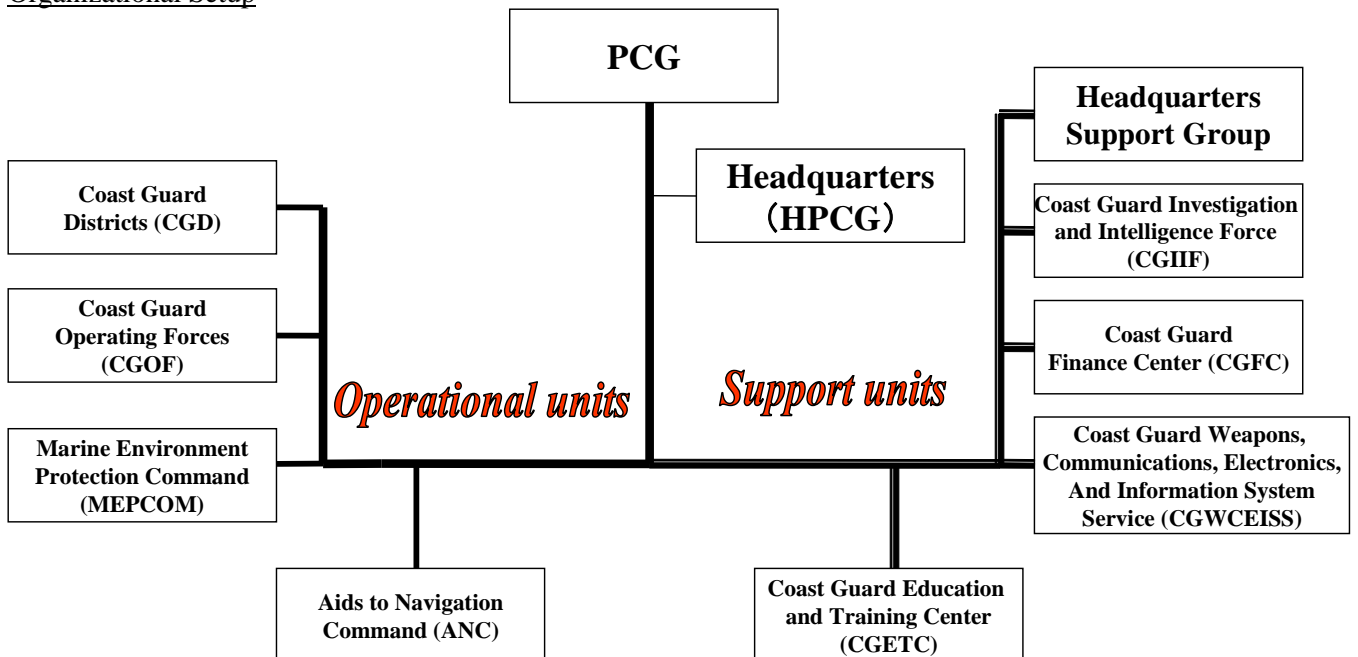 Organizational Setup
PCG
Headquarters
Support Group
Headquarters
（HPCG）
Coast Guard
Districts (CGD)
Coast Guard Investigation
and Intelligence Force
(CGIIF)
Coast Guard
Operating Forces
(CGOF)
Coast Guard
Finance Center (CGFC)
Operational units
Support units
Marine Environment
Protection Command
(MEPCOM)
Coast Guard Weapons,
Communications, Electronics,
And Information System
Service (CGWCEISS)
Aids to Navigation
Command (ANC)
Coast Guard Education
and Training Center
(CGETC)